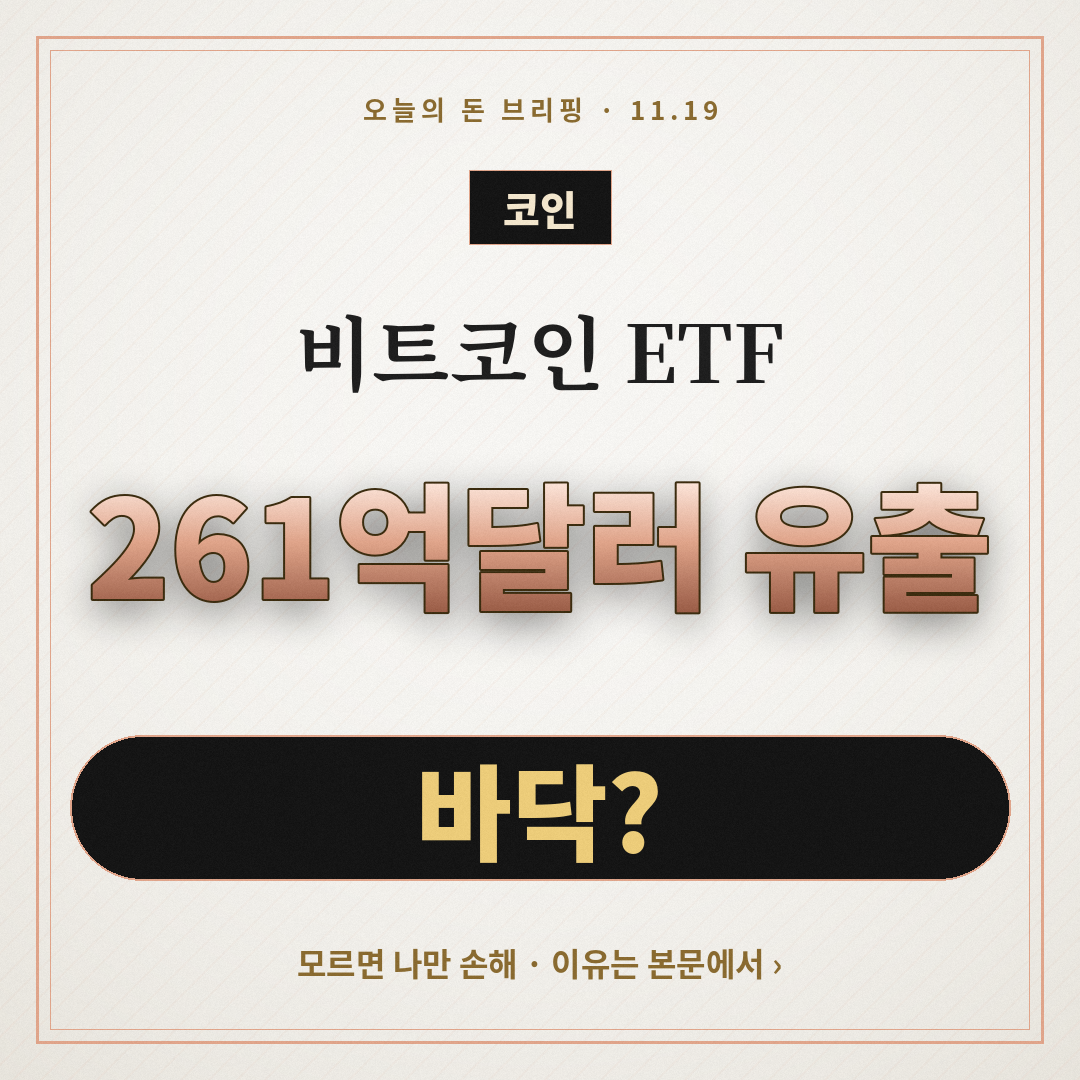 오늘의 돈 브리핑 · 11.19
코인
비트코인 ETF
261억달러 유출
바닥?
모르면 나만 손해 · 이유는 본문에서 ›